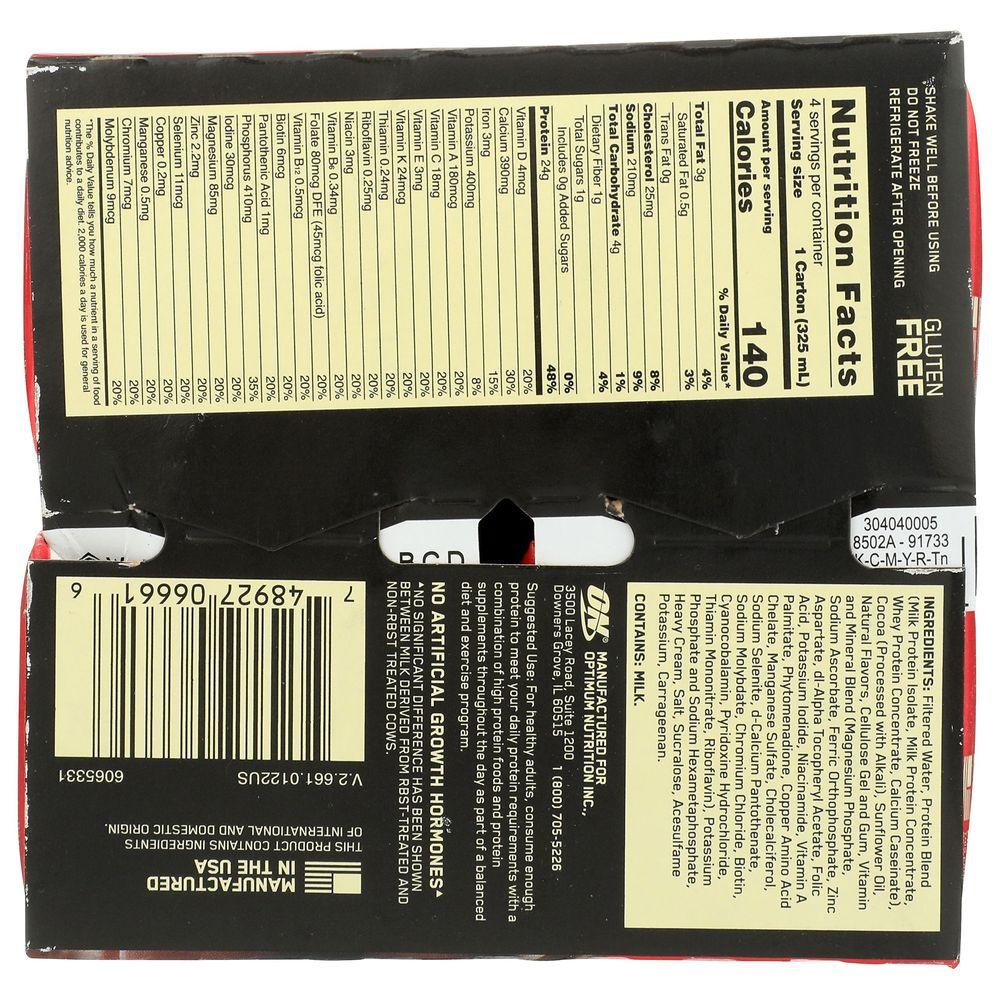 SHAKE WELL BEFORE USING
DO NOT FREEZE
REFRIGERATE AFTER OPENING
GLUTEN
FREE
Nutrition Facts
4 servings per container
Serving size 1 Carton (325 mL)
Amount per serving
Calories 140
% Daily Value*
Total Fat 3g 4%
Saturated Fat 0.5g 3%
Trans Fat 0g
Cholesterol 25mg 8%
Sodium 210mg 9%
Total Carbohydrate 4g 1%
Dietary Fiber 1g 4%
Total Sugars 1g
Includes 0g Added Sugars 0%
Protein 24g 48%
Vitamin D 4mcg 20%
Calcium 390mg 30%
Iron 3mg 15%
Potassium 400mg 8%
Vitamin A 180mcg 20%
Vitamin C 18mg 20%
Vitamin E 3mg 20%
Vitamin K 24mcg 20%
Thiamin 0.24mg 20%
Riboflavin 0.25mg 20%
Niacin 3mg 20%
Vitamin B6 0.34mg 20%
Folate 80mcg DFE (45mcg folic acid) 20%
Vitamin B12 0.5mcg 20%
Biotin 6mcg 20%
Pantothenic Acid 1mg 20%
Phosphorus 410mg 35%
Iodine 30mcg 20%
Magnesium 85mg 20%
Zinc 2.2mg 20%
Selenium 11mcg 20%
Copper 0.2mg 20%
Manganese 0.5mg 20%
Chromium 7mcg 20%
Molybdenum 9mcg 20%
*The % Daily Value tells you how much a nutrient in a serving of food
contributes to a daily diet. 2,000 calories a day is used for general
nutrition advice.
304040005
8502A - 91733
K-C-M-Y-R-Tn
B C D
INGREDIENTS: Filtered Water, Protein Blend
(Milk Protein Isolate, Milk Protein Concentrate,
Whey Protein Concentrate, Calcium Caseinate),
Cocoa (Processed with Alkali), Sunflower Oil,
Natural Flavors, Cellulose Gel and Gum, Vitamin
and Mineral Blend (Magnesium Phosphate,
Sodium Ascorbate, Ferric Orthophosphate, Zinc
Aspartate, dl-Alpha Tocopheryl Acetate, Folic
Acid, Potassium Iodide, Niacinamide, Vitamin A
Palmitate, Phytomenadione, Copper Amino Acid
Chelate, Manganese Sulfate, Cholecalciferol,
Sodium Selenite, d-Calcium Pantothenate,
Sodium Molybdate, Chromium Chloride, Biotin,
Cyanocobalamin, Pyridoxine Hydrochloride,
Thiamin Mononitrate, Riboflavin), Potassium
Phosphate and Sodium Hexametaphosphate,
Heavy Cream, Salt, Sucralose, Acesulfame
Potassium, Carrageenan.
CONTAINS: MILK.
ON® MANUFACTURED FOR
OPTIMUM NUTRITION INC.,
3500 Lacey Road, Suite 1200
Downers Grove, IL 60515 1 (800) 705-5226
Suggested Use: For healthy adults, consume enough
protein to meet your daily protein requirements with a
combination of high protein foods and protein
supplements throughout the day as part of a balanced
diet and exercise program.
NO ARTIFICIAL GROWTH HORMONES▲
▲NO SIGNIFICANT DIFFERENCE HAS BEEN SHOWN
BETWEEN MILK DERIVED FROM RBST-TREATED AND
NON-RBST TREATED COWS.
7 48927 06661 6
V.2.661.0122US
6065331
MANUFACTURED
IN THE USA
THIS PRODUCT CONTAINS INGREDIENTS
OF INTERNATIONAL AND DOMESTIC ORIGIN.